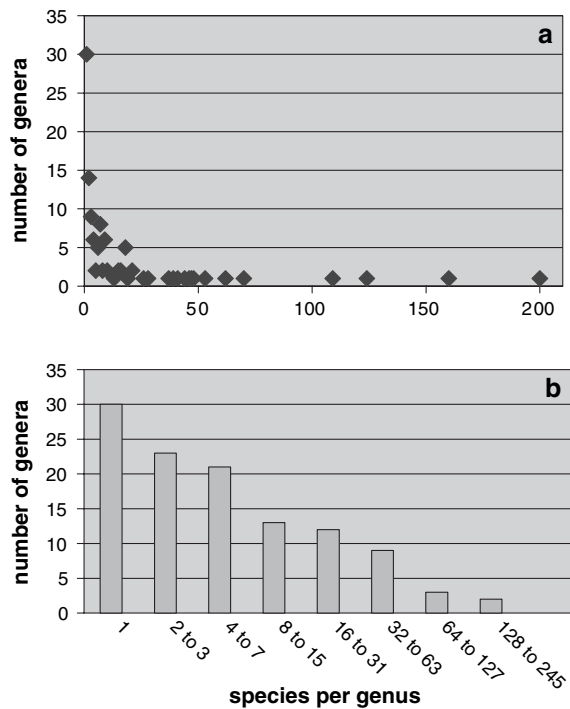 a
number of genera
35
30
25
20
15
10
5
0
0
50
100
150
200
b
number of genera
35
30
25
20
15
10
5
0
1
2 to 3
4 to 7
8 to 15
16 to 31
32 to 63
64 to 127
128 to 245
species per genus